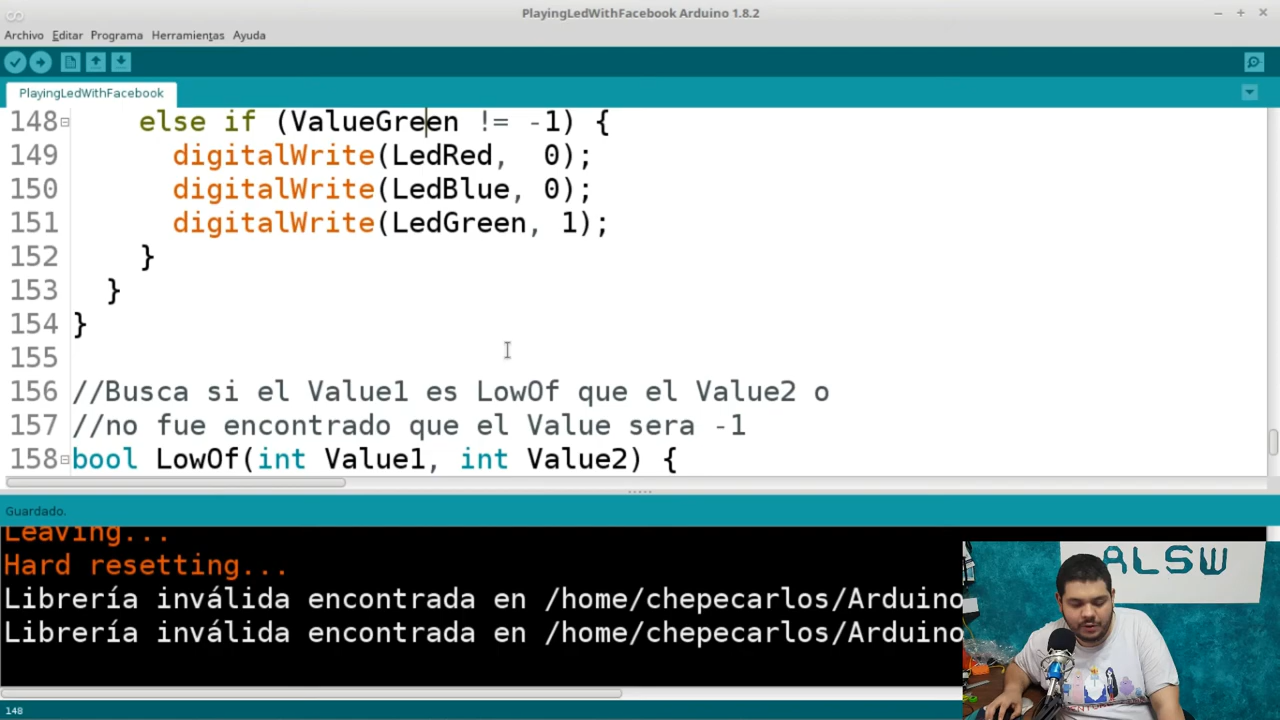 PlayingLedWithFacebook Arduino 1.8.2
Archivo Editar Programa Herramientas Ayuda
PlayingLedWithFacebook
148 else if (ValueGreen != -1) {
149 digitalWrite(LedRed, 0);
150 digitalWrite(LedBlue, 0);
151 digitalWrite(LedGreen, 1);
152 }
153 }
154 }
155
156 //Busca si el Value1 es LowOf que el Value2 o
157 //no fue encontrado que el Value sera -1
158 bool LowOf(int Value1, int Value2) {
Guardado.
Leaving...
Hard resetting...
Librería inválida encontrada en /home/chepecarlos/Arduino
Librería inválida encontrada en /home/chepecarlos/Arduino
ALSW
148